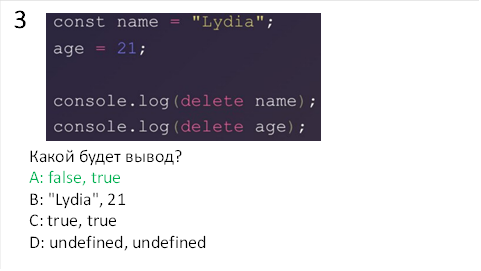 3
const name = "Lydia";
age = 21;
console.log(delete name);
console.log(delete age);
Какой будет вывод?
A: false, true
B: "Lydia", 21
C: true, true
D: undefined, undefined